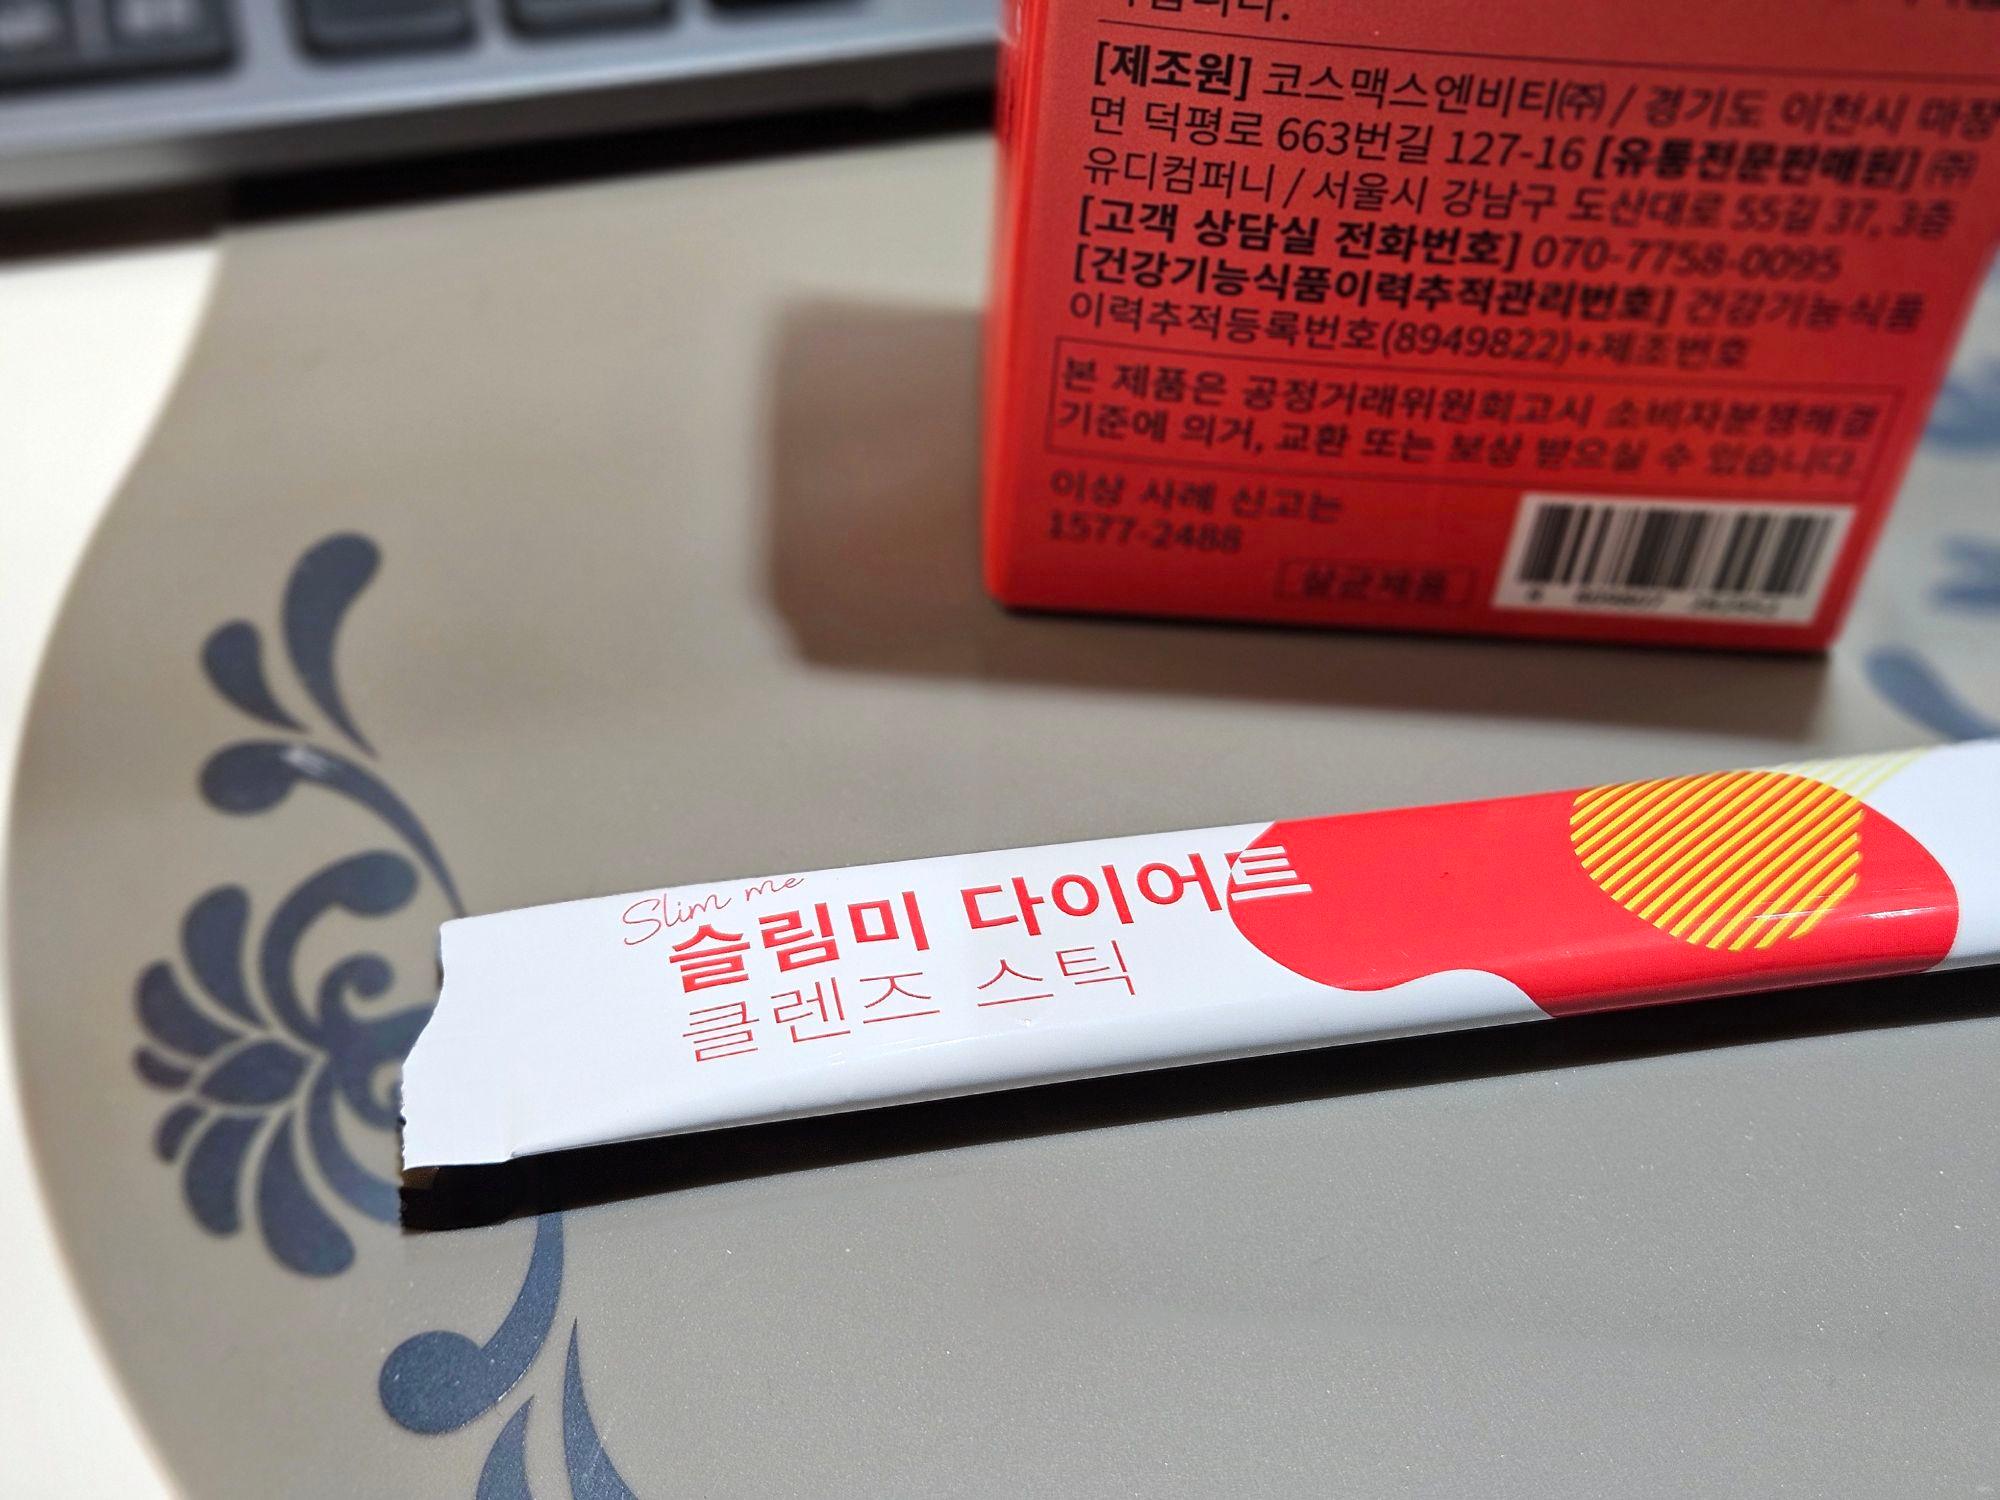 [제조원] 코스맥스엔비티㈜ / 경기도 이천시 마장
면 덕평로 663번길 127-16 [유통전문판매원] ㈜
유디컴퍼니 / 서울시 강남구 도산대로 55길 37, 3층
[고객 상담실 전화번호] 070-7758-0095
[건강기능식품이력추적관리번호] 건강기능식품
이력추적등록번호(8949822)+제조번호
본 제품은 공정거래위원회고시 소비자분쟁해결
기준에 의거, 교환 또는 보상 받으실 수 있습니다.
이상 사례 신고는
1577-2488
살균제품
Slim me
슬림미 다이어트
클렌즈 스틱